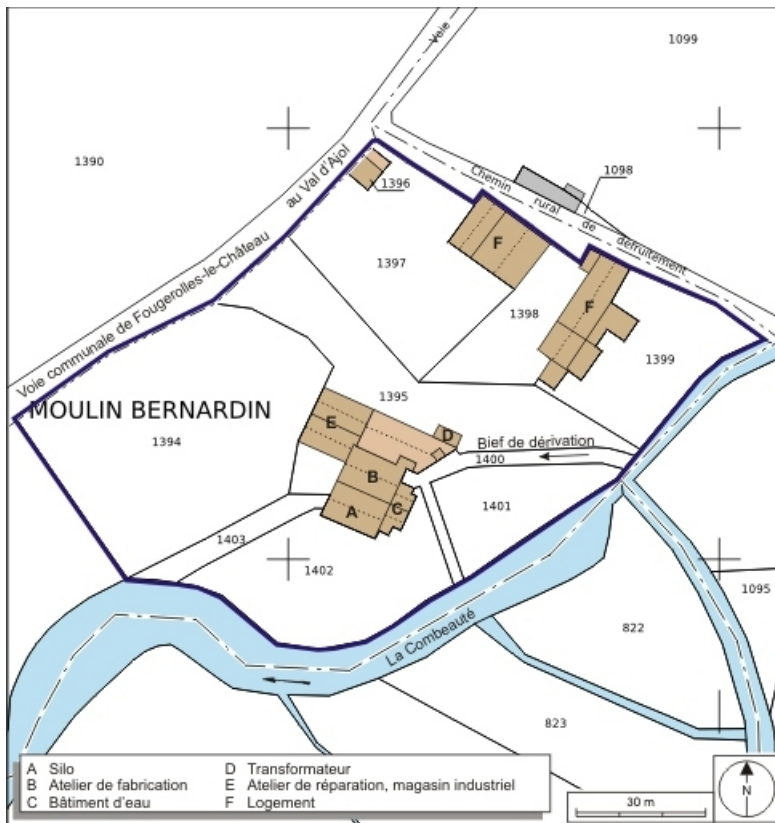 Voie
1099
1390
Voie communale de Fougerolles-le-Château au Val d'Ajol
1396
Chemin rural de défruitement
1098
F
1397
1398
F
1399
1395
MOULIN BERNARDIN
1394
E
D
Bief de dérivation
1400
B
A
C
1401
1403
1402
La Combeauté
1095
822
823
A Silo
B Atelier de fabrication
C Bâtiment d'eau
D Transformateur
E Atelier de réparation, magasin industriel
F Logement
30 m
N